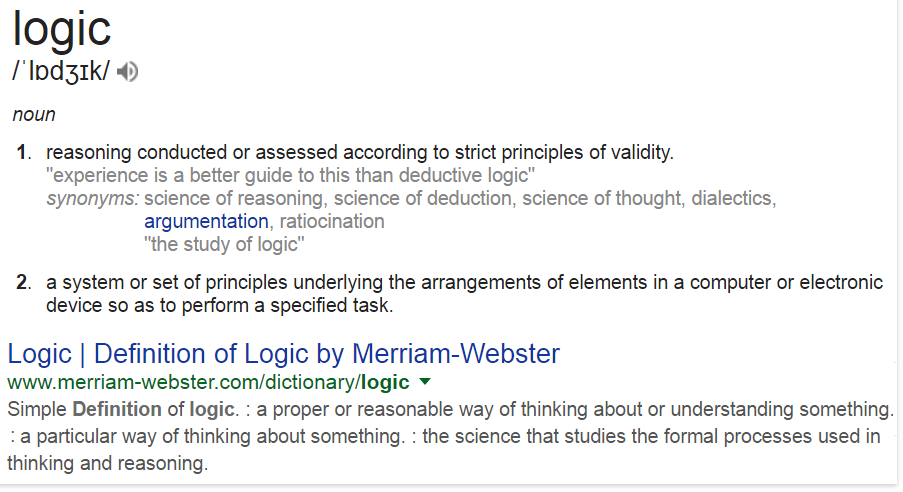 logic
/ˈlɒdʒɪk/
noun
1. reasoning conducted or assessed according to strict principles of validity.
"experience is a better guide to this than deductive logic"
synonyms: science of reasoning, science of deduction, science of thought, dialectics,
argumentation, ratiocination
"the study of logic"
2. a system or set of principles underlying the arrangements of elements in a computer or electronic
device so as to perform a specified task.
Logic | Definition of Logic by Merriam-Webster
www.merriam-webster.com/dictionary/logic
Simple Definition of logic. : a proper or reasonable way of thinking about or understanding something.
: a particular way of thinking about something. : the science that studies the formal processes used in
thinking and reasoning.